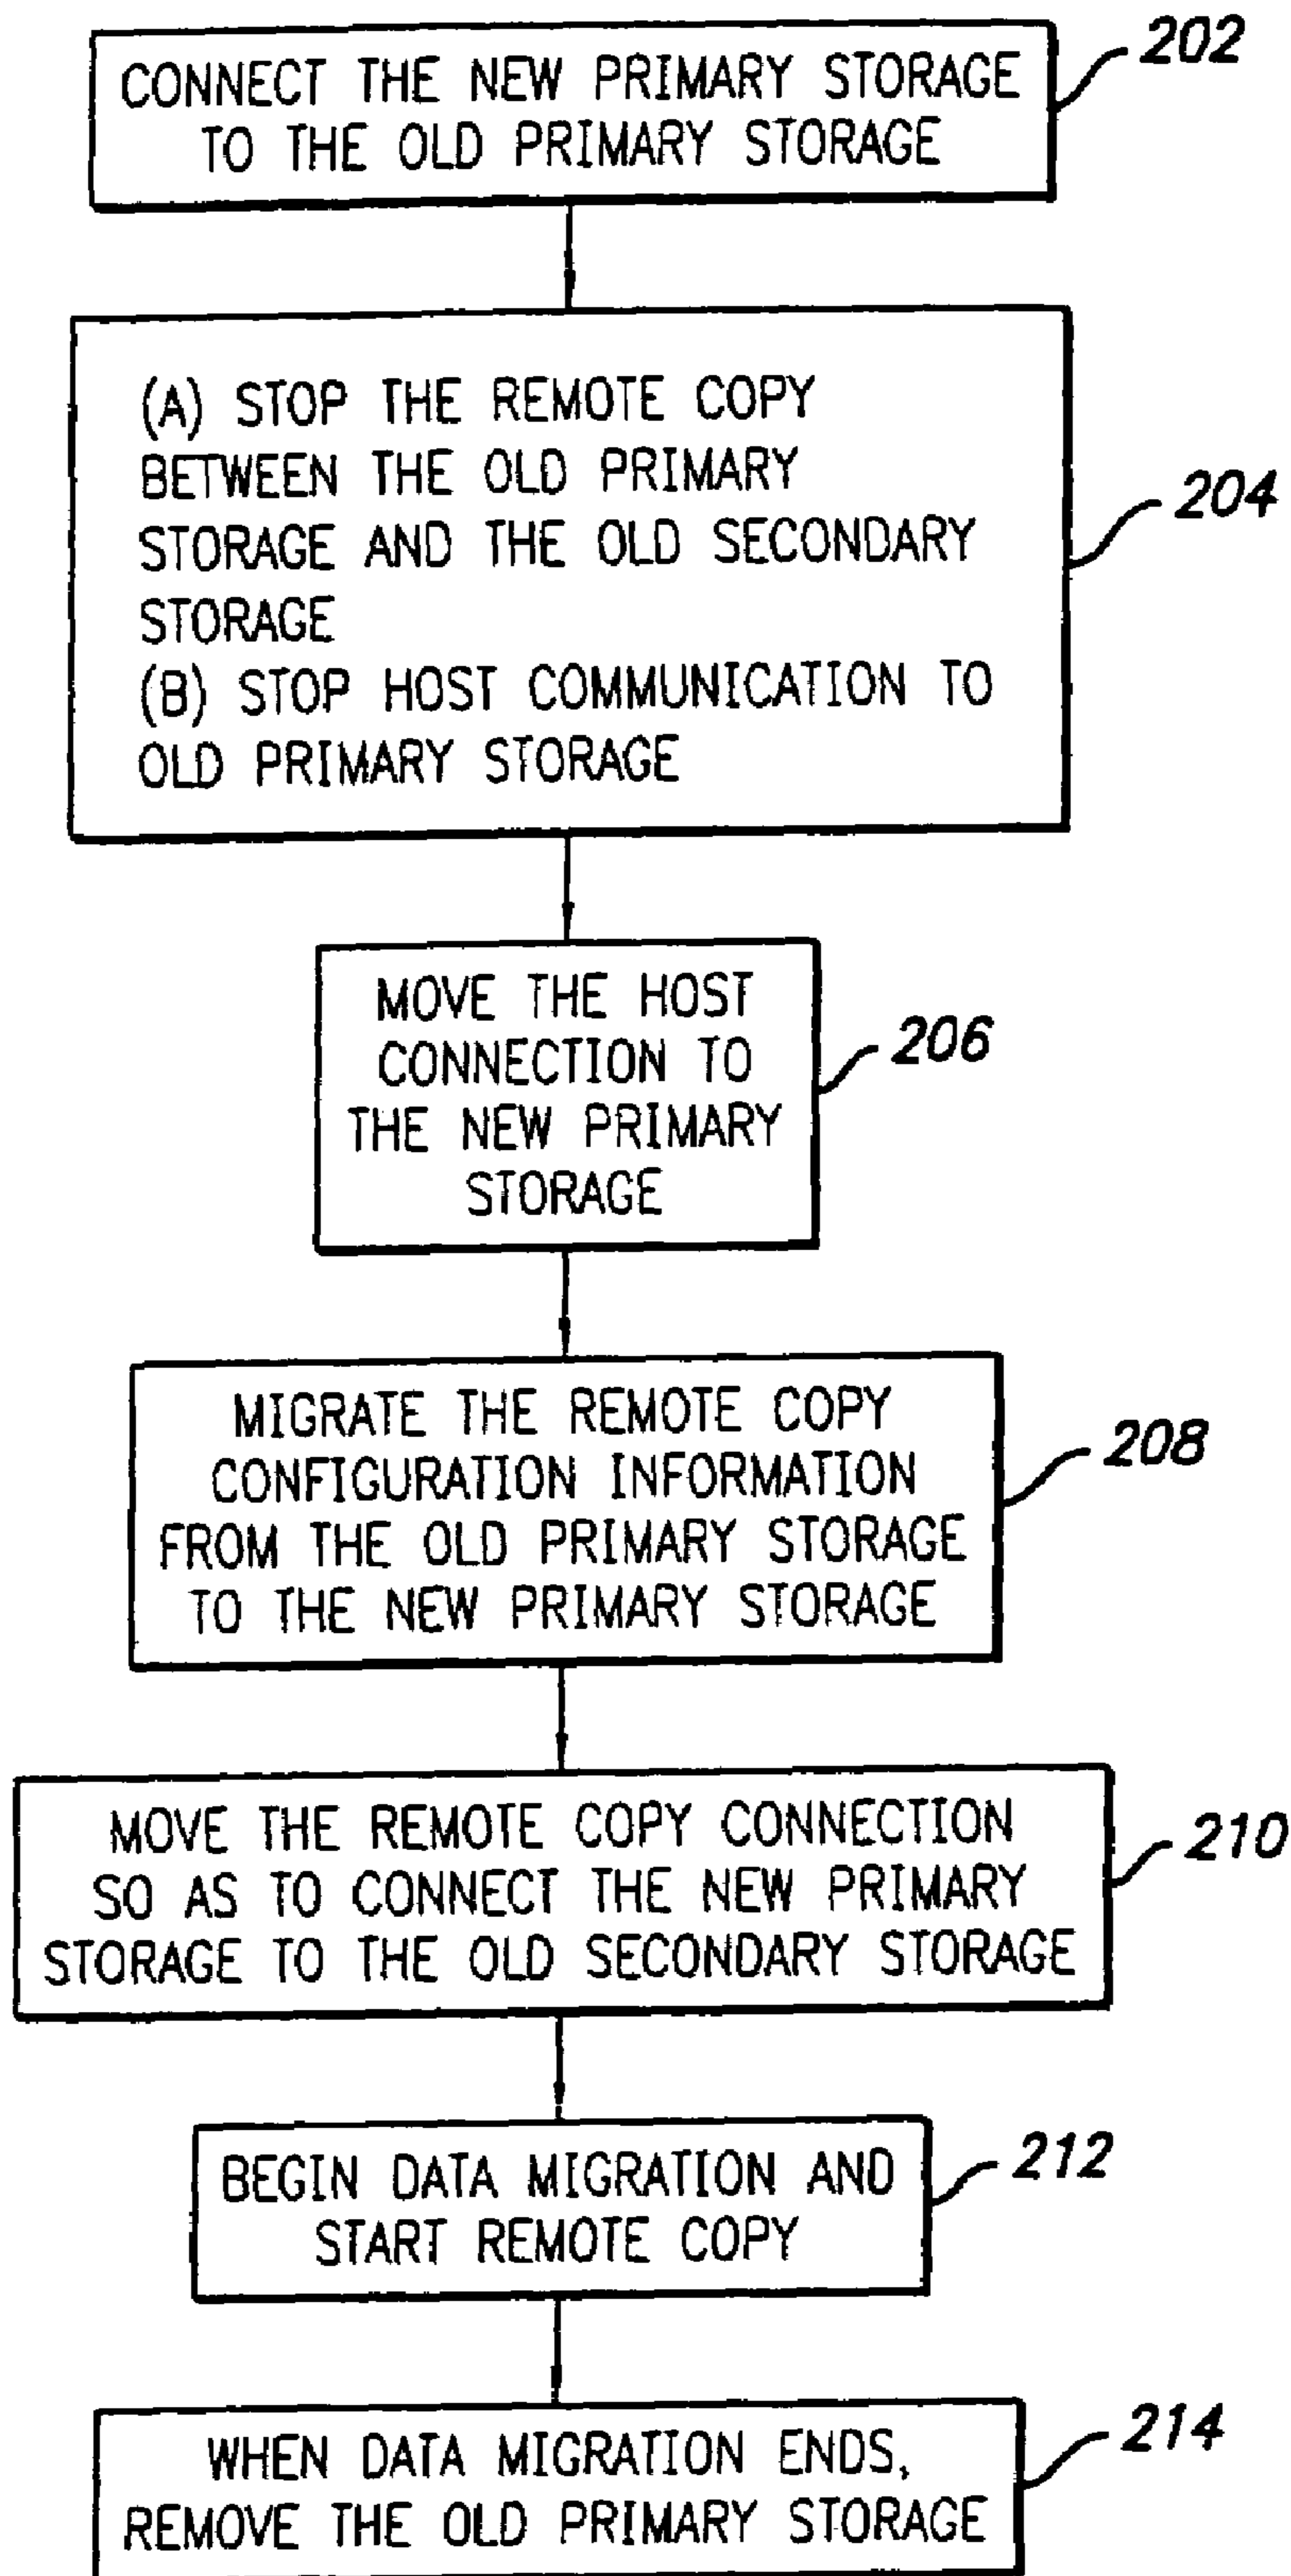 202
CONNECT THE NEW PRIMARY STORAGE
TO THE OLD PRIMARY STORAGE
(A) STOP THE REMOTE COPY
BETWEEN THE OLD PRIMARY
STORAGE AND THE OLD SECONDARY
STORAGE
(B) STOP HOST COMMUNICATION TO
OLD PRIMARY STORAGE
204
MOVE THE HOST
CONNECTION TO
THE NEW PRIMARY
STORAGE
206
MIGRATE THE REMOTE COPY
CONFIGURATION INFORMATION
FROM THE OLD PRIMARY STORAGE
TO THE NEW PRIMARY STORAGE
208
MOVE THE REMOTE COPY CONNECTION
SO AS TO CONNECT THE NEW PRIMARY
STORAGE TO THE OLD SECONDARY STORAGE
210
BEGIN DATA MIGRATION AND
START REMOTE COPY
212
WHEN DATA MIGRATION ENDS,
REMOVE THE OLD PRIMARY STORAGE
214